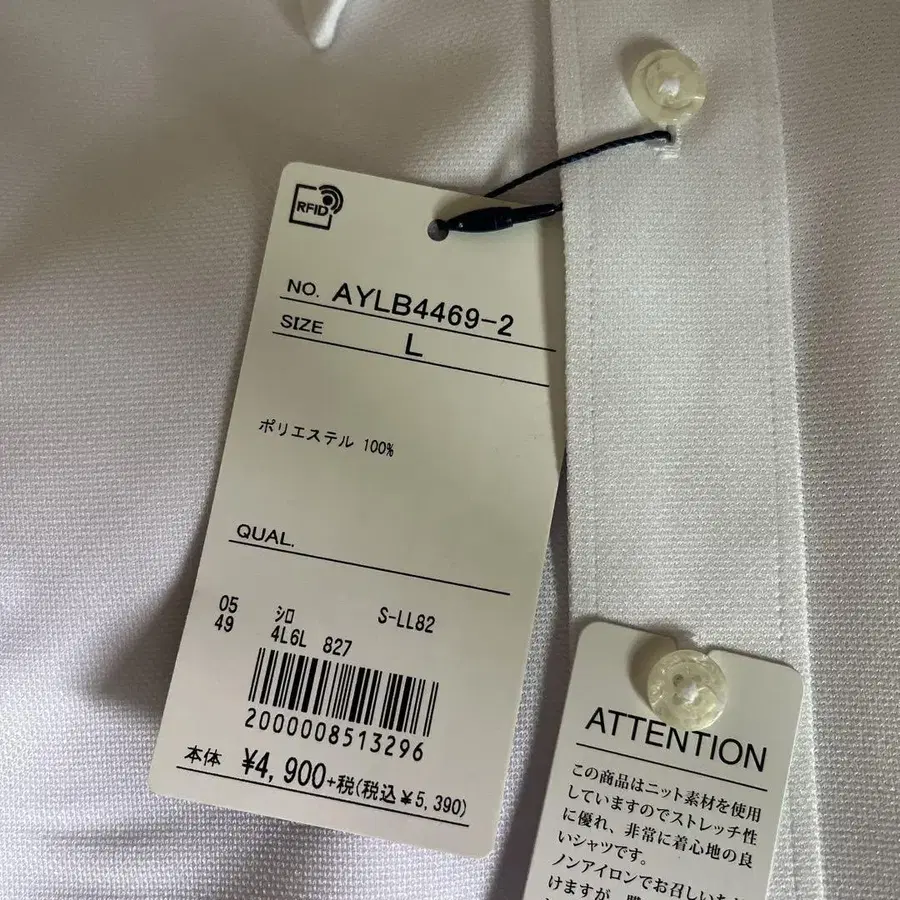 RFID
NO. AYLB4469-2
SIZE L
ポリエステル 100%
QUAL.
05 シロ S-LL82
49 4L6L 827
2000008513296
本体 ¥4,900+税(税込¥5,390)
ATTENTION
この商品はニット素材を使用
していますのでストレッチ性
に優れ、非常に着心地の良
いシャツです。
ノンアイロンでお召しいた
けますが